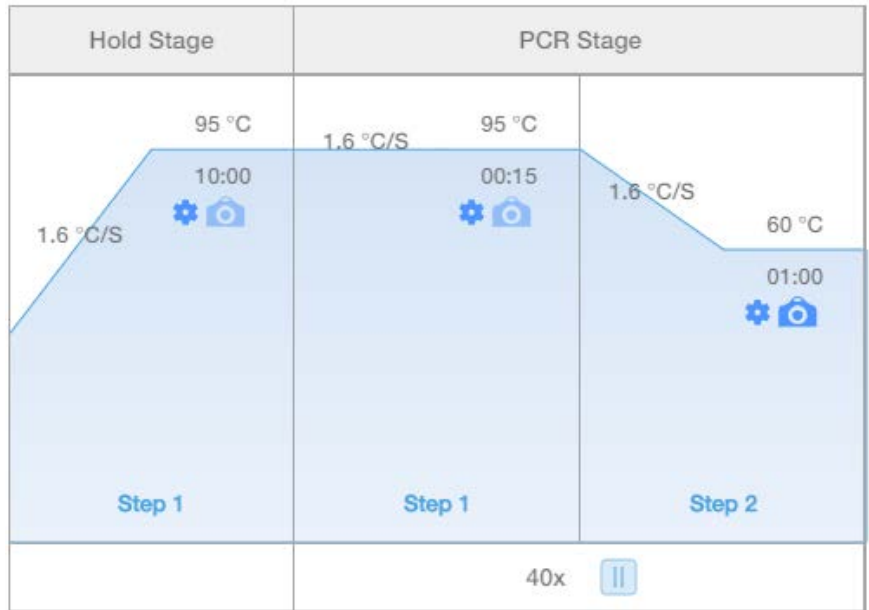 Hold Stage
PCR Stage
95 °C
10:00
1.6 °C/S
Step 1
1.6 °C/S
95 °C
00:15
Step 1
1.6 °C/S
60 °C
01:00
Step 2
40x